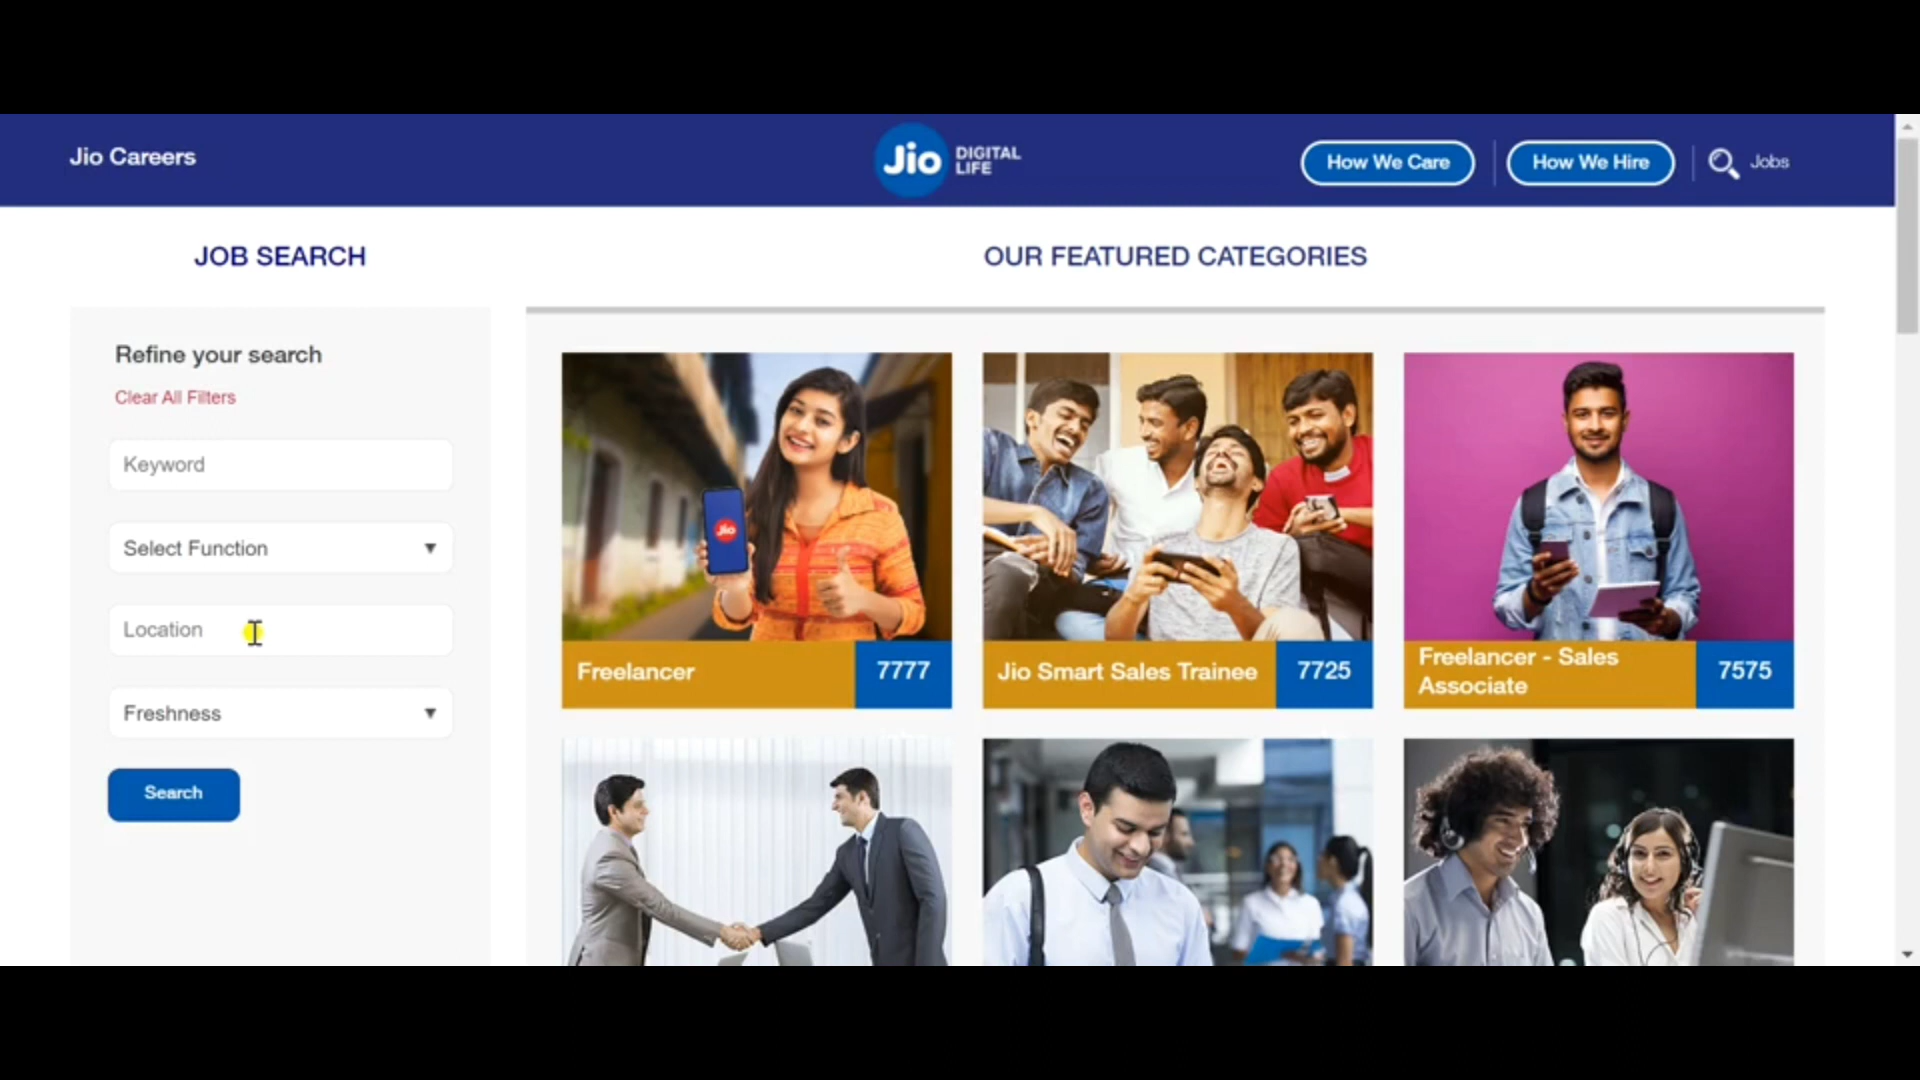 Jio Careers
Jio DIGITAL
LIFE
How We Care
How We Hire
Jobs
JOB SEARCH
OUR FEATURED CATEGORIES
Refine your search
Clear All Filters
Keyword
Select Function
Location
Freshness
Search
Jio
Freelancer
7777
Jio Smart Sales Trainee
7725
Freelancer - Sales
Associate
7575